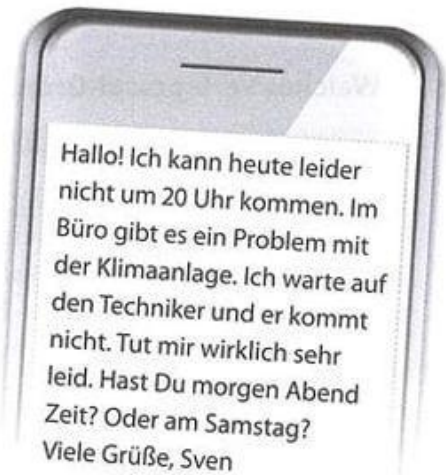 Hallo! Ich kann heute leider
nicht um 20 Uhr kommen. Im
Büro gibt es ein Problem mit
der Klimaanlage. Ich warte auf
den Techniker und er kommt
nicht. Tut mir wirklich sehr
leid. Hast Du morgen Abend
Zeit? Oder am Samstag?
Viele Grüße, Sven